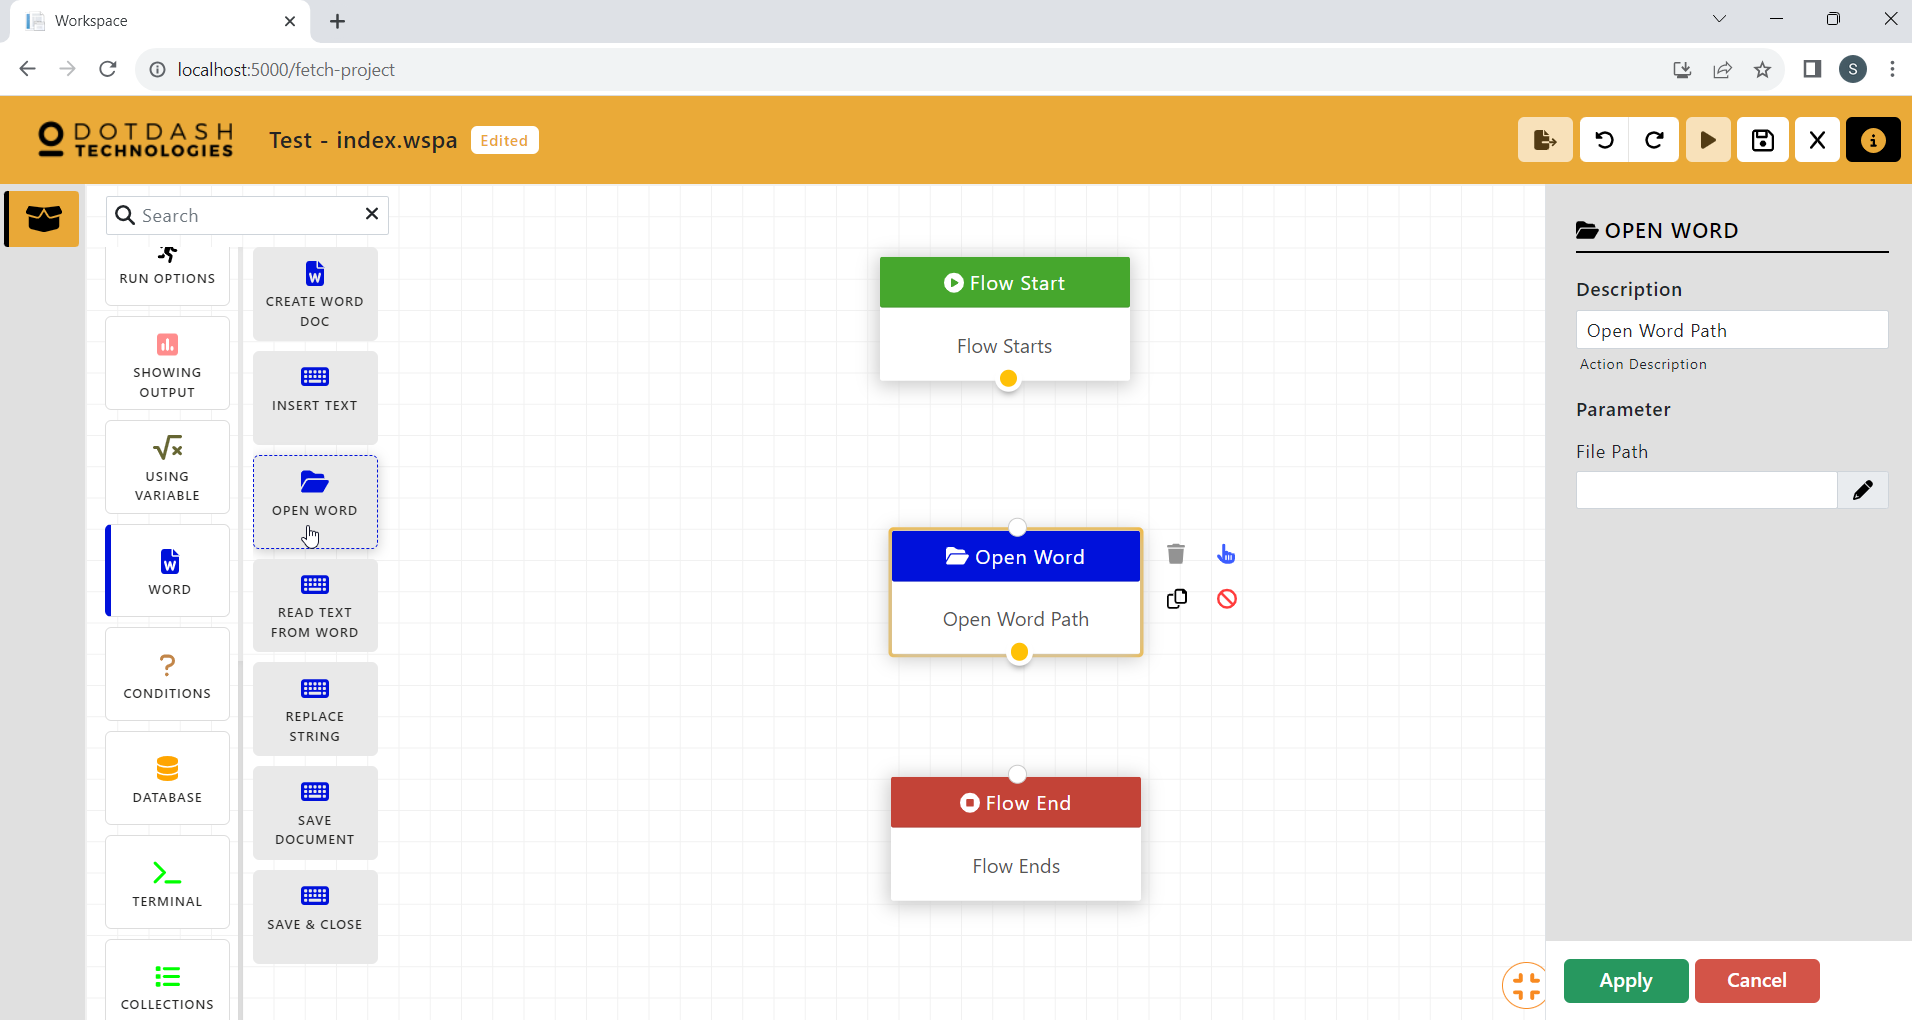 Workspace
localhost:5000/fetch-project
S
DOTDASH
TECHNOLOGIES
Test - index.wspa
Edited
Search
RUN OPTIONS
SHOWING
OUTPUT
USING
VARIABLE
WORD
CONDITIONS
DATABASE
TERMINAL
COLLECTIONS
CREATE WORD
DOC
INSERT TEXT
OPEN WORD
READ TEXT
FROM WORD
REPLACE
STRING
SAVE
DOCUMENT
SAVE & CLOSE
Flow Start
Flow Starts
Open Word
Open Word Path
Flow End
Flow Ends
OPEN WORD
Description
Open Word Path
Action Description
Parameter
File Path
Apply
Cancel